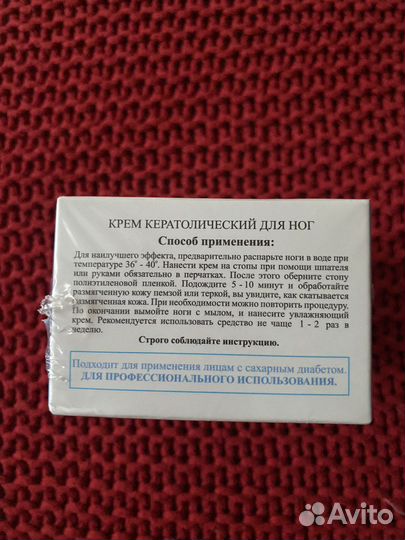 КРЕМ КЕРАТОЛИЧЕСКИЙ ДЛЯ НОГ
Способ применения:
Для наилучшего эффекта, предварительно распарьте ноги в воде при
температуре 36° - 40°. Нанести крем на стопы при помощи шпателя
или руками обязательно в перчатках. После этого оберните стопу
полиэтиленовой пленкой. Подождите 5 - 10 минут и обработайте
размягченную кожу пемзой или теркой, вы увидите, как скатывается
размягченная кожа. При необходимости можно повторить процедуру.
По окончании вымойте ноги с мылом, и нанесите увлажняющий
крем. Рекомендуется использовать средство не чаще 1 - 2 раз в
неделю.
Строго соблюдайте инструкцию.
Подходит для применения лицам с сахарным диабетом.
ДЛЯ ПРОФЕССИОНАЛЬНОГО ИСПОЛЬЗОВАНИЯ.
Avito